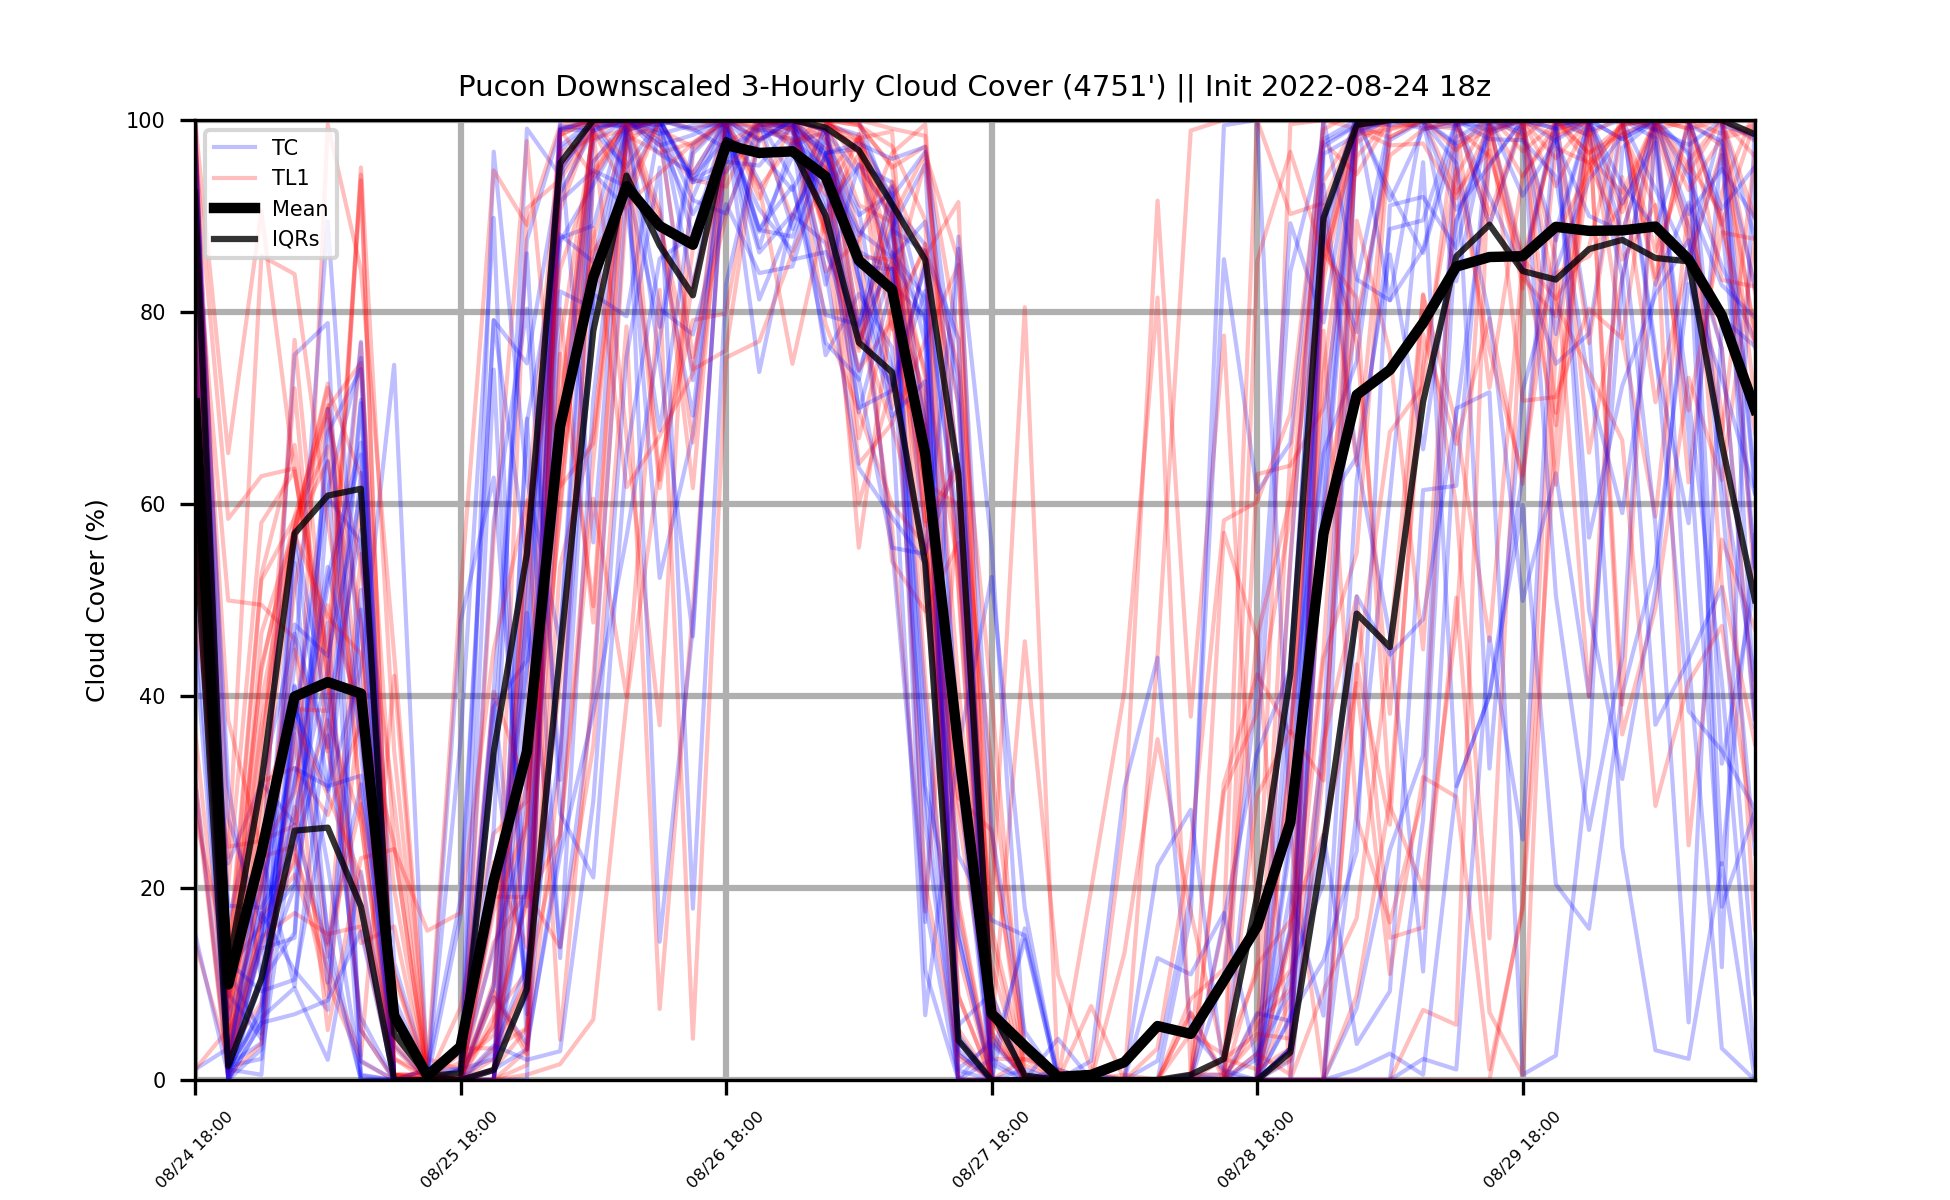 Pucon Downscaled 3-Hourly Cloud Cover (4751') || Init 2022-08-24 18z
TC
TL1
Mean
IQRs
Cloud Cover (%)
100
80
60
40
20
0
08/24 18:00
08/25 18:00
08/26 18:00
08/27 18:00
08/28 18:00
08/29 18:00